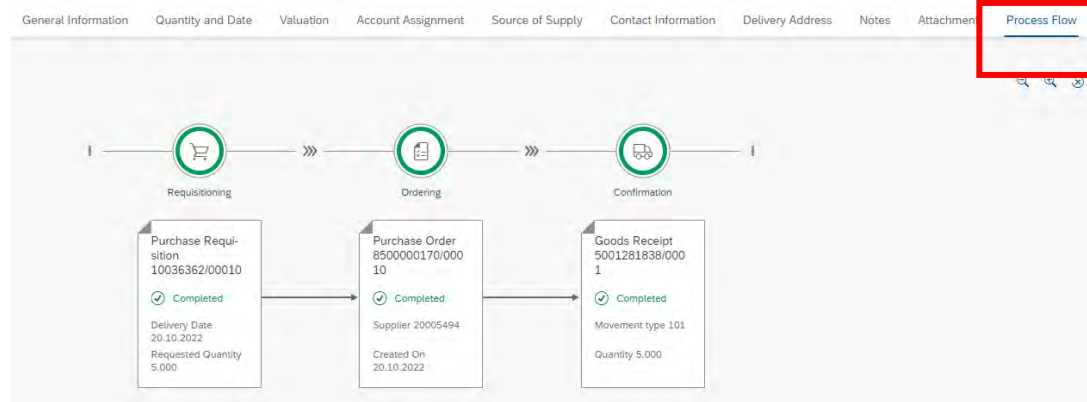 General Information Quantity and Date Valuation Account Assignment Source of Supply Contact Information Delivery Address Notes Attachment Process Flow
Requisitioning Ordering Confirmation
Purchase Requi-
sition
10036362/00010
Completed
Delivery Date
20.10.2022
Requested Quantity
5.000
Purchase Order
8500000170/000
10
Completed
Supplier 20005494
Created On
20.10.2022
Goods Receipt
5001281838/000
1
Completed
Movement type 101
Quantity 5.000